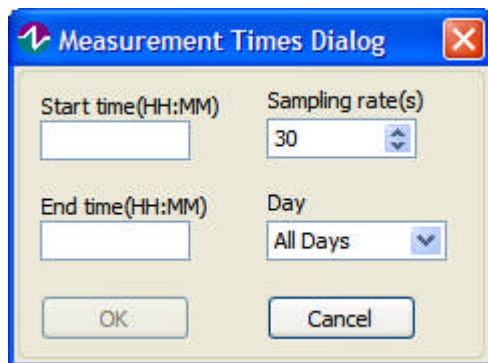 Measurement Times Dialog
Start time(HH:MM)
Sampling rate(s)
30
End time(HH:MM)
Day
All Days
OK
Cancel